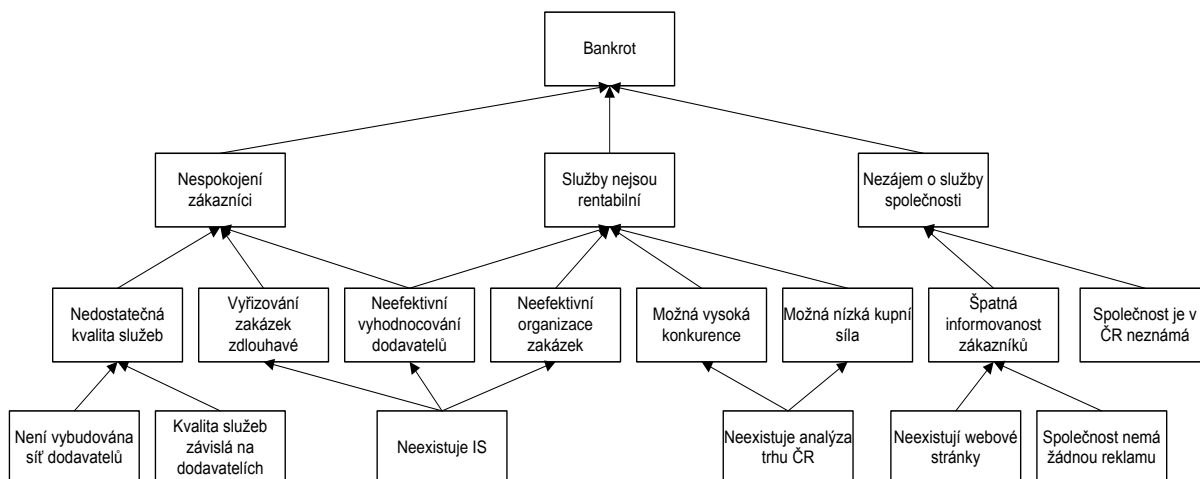 Bankrot
Nespokojení
zákazníci
Služby nejsou
rentabilní
Nezájem o služby
společnosti
Nedostatečná
kvalita služeb
Vyřizování
zakázek
zdlouhavé
Neefektivní
vyhodnocování
dodavatelů
Neefektivní
organizace
zakázek
Možná vysoká
konkurence
Možná nízká kupní
síla
Špatná
informovanost
zákazníků
Společnost je v
ČR neznámá
Není vybudována
síť dodavatelů
Kvalita služeb
závislá na
dodavatelích
Neexistuje IS
Neexistuje analýza
trhu ČR
Neexistují webové
stránky
Společnost nemá
žádnou reklamu